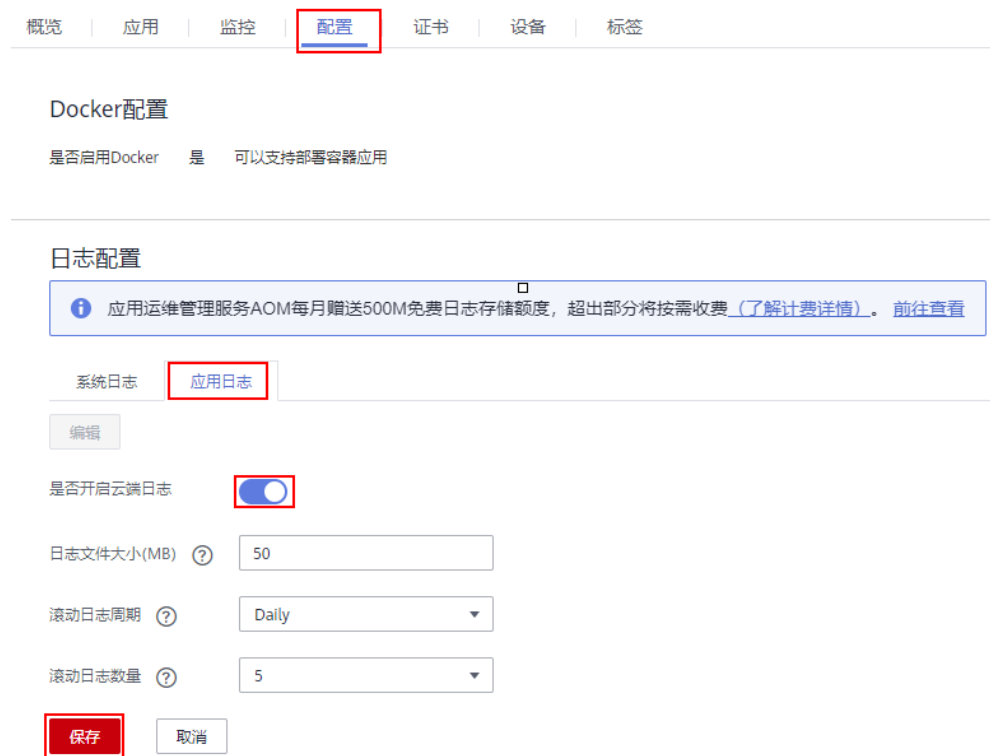 概览 应用 监控 配置 证书 设备 标签
Docker配置
是否启用Docker 是 可以支持部署容器应用
日志配置
应用运维管理服务AOM每月赠送500M免费日志存储额度，超出部分将按需收费（了解计费详情）。 前往查看
系统日志 应用日志
编辑
是否开启云端日志
日志文件大小(MB) ? 50
滚动日志周期 ? Daily
滚动日志数量 ? 5
保存 取消